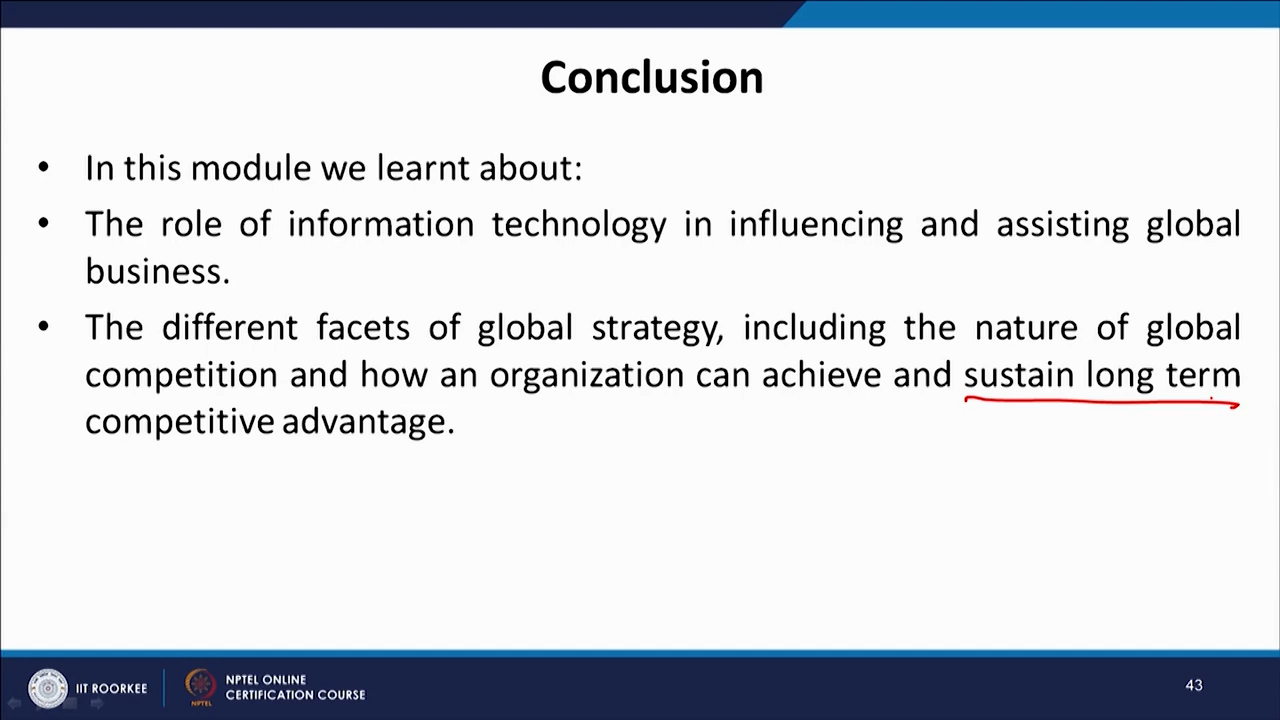 Conclusion
• In this module we learnt about:
• The role of information technology in influencing and assisting global
business.
• The different facets of global strategy, including the nature of global
competition and how an organization can achieve and sustain long term
competitive advantage.
IIT ROORKEE
NPTEL
NPTEL ONLINE
CERTIFICATION COURSE
43